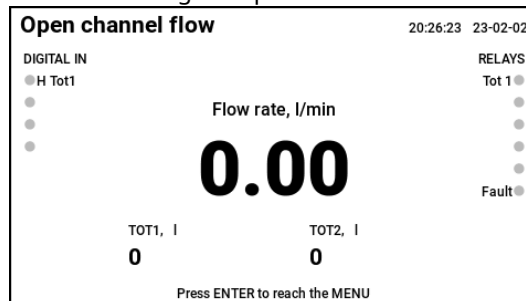 Open channel flow
20:26:23 23-02-02
DIGITAL IN
RELAYS
H Tot1
Tot 1
Flow rate, l/min
0.00
Fault
TOT1, l
TOT2, l
0
0
Press ENTER to reach the MENU